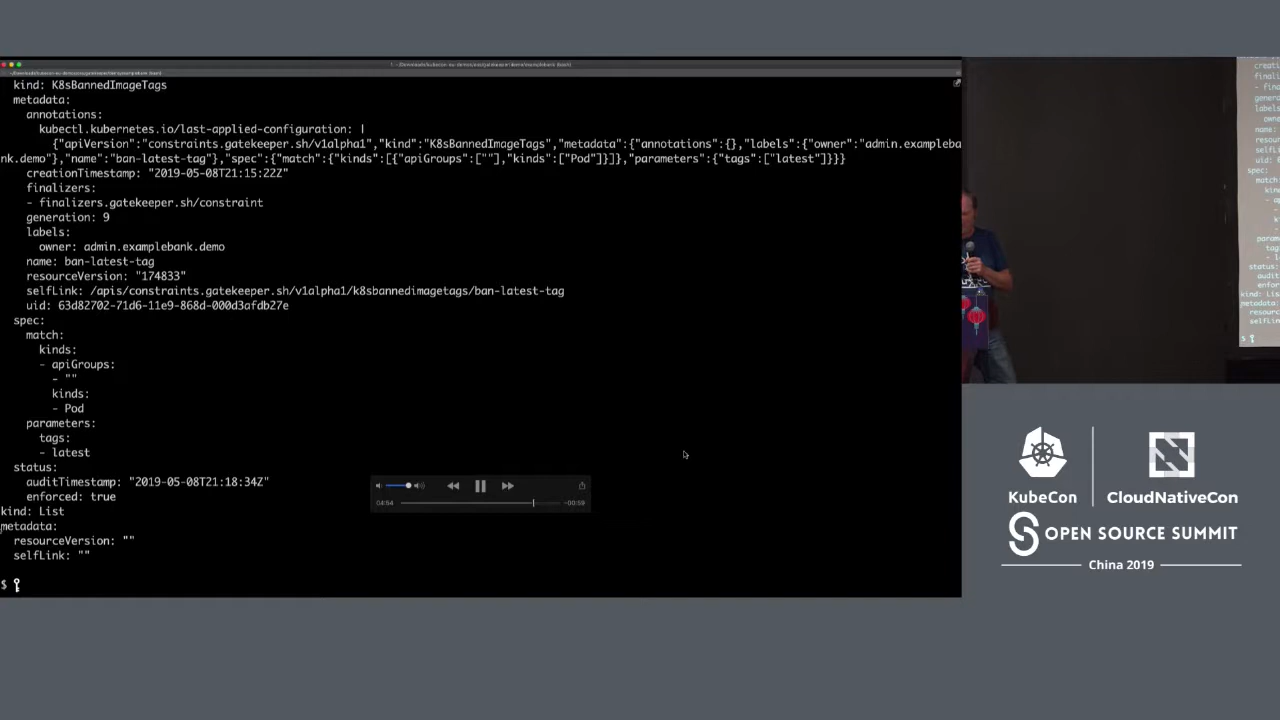 kind: K8sBannedImageTags
metadata:
annotations:
kubectl.kubernetes.io/last-applied-configuration: |
{"apiVersion":"constraints.gatekeeper.sh/v1alpha1","kind":"K8sBannedImageTags","metadata":{"annotations":{},"labels":{"owner":"admin.exampleba
nk.demo"},"name":"ban-latest-tag"},"spec":{"match":{"kinds":[{"apiGroups":[""],"kinds":["Pod"]}]},"parameters":{"tags":["latest"]}}}
creationTimestamp: "2019-05-08T21:15:22Z"
finalizers:
- finalizers.gatekeeper.sh/constraint
generation: 9
labels:
owner: admin.examplebank.demo
name: ban-latest-tag
resourceVersion: "174833"
selfLink: /apis/constraints.gatekeeper.sh/v1alpha1/k8sbannedimagetags/ban-latest-tag
uid: 63d82702-71d6-11e9-868d-000d3afdb27e
spec:
match:
kinds:
- apiGroups:
- ""
kinds:
- Pod
parameters:
tags:
- latest
status:
auditTimestamp: "2019-05-08T21:18:34Z"
enforced: true
kind: List
metadata:
resourceVersion: ""
selfLink: ""
$
04:54
-00:59
KubeCon
CloudNativeCon
OPEN SOURCE SUMMIT
China 2019